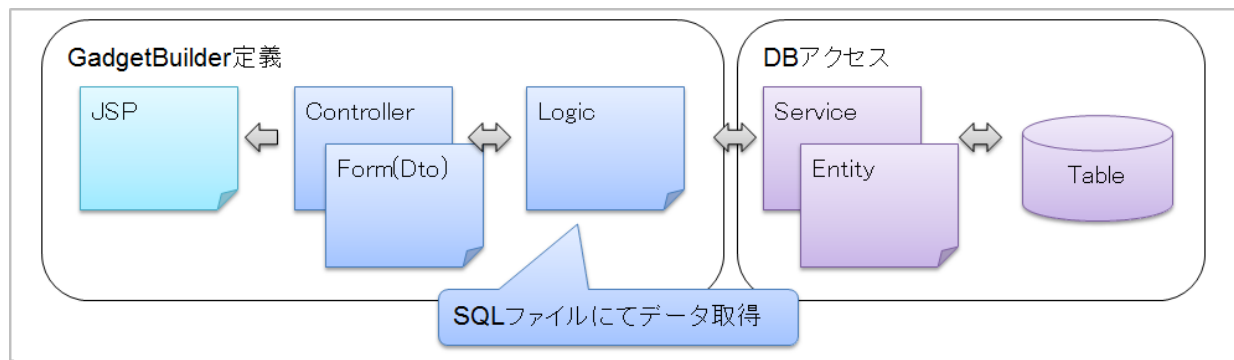 GadgetBuilder定義
JSP
Controller
Form(Dto)
Logic
DBアクセス
Service
Entity
Table
SQLファイルにてデータ取得